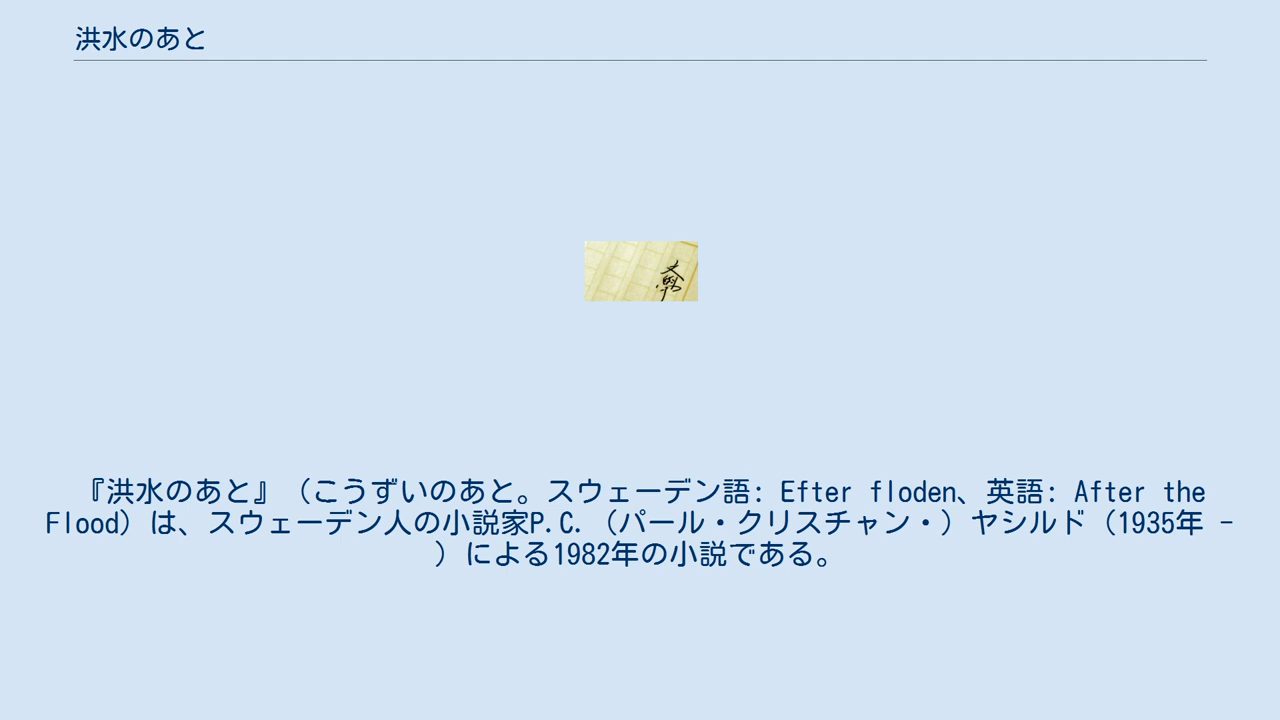 洪水のあと
『洪水のあと』（こうずいのあと。スウェーデン語: Efter floden、英語: After the
Flood）は、スウェーデン人の小説家P.C.（パール・クリスチャン・）ヤシルド（1935年 -
）による1982年の小説である。